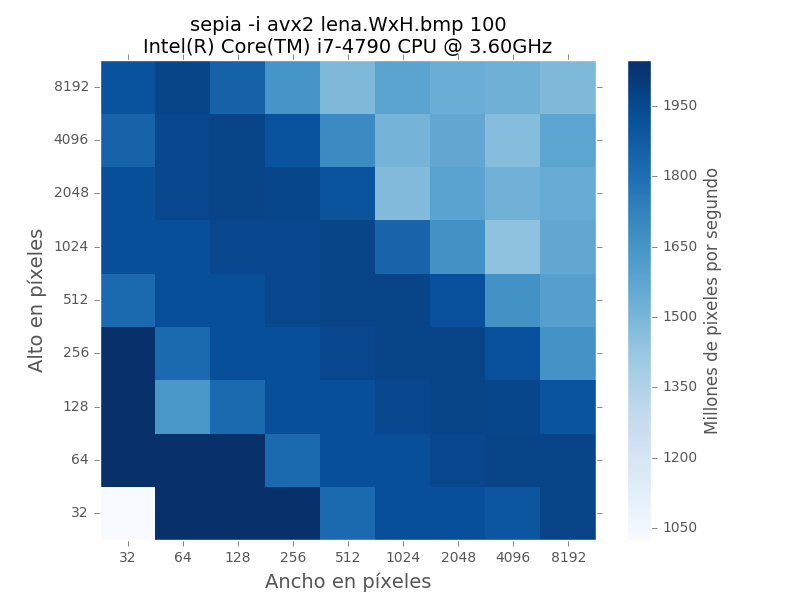 sepia -i avx2 lena.WxH.bmp 100
Intel(R) Core(TM) i7-4790 CPU @ 3.60GHz
Alto en píxeles
8192
4096
2048
1024
512
256
128
64
32
32 64 128 256 512 1024 2048 4096 8192
Ancho en píxeles
1950
1800
1650
1500
1350
1200
1050
Millones de pixeles por segundo